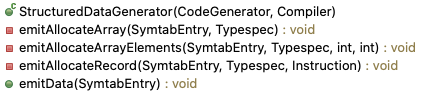 C
StructuredDataGenerator(CodeGenerator, Compiler)
emitAllocateArray(SymtabEntry, Typespec) : void
emitAllocateArrayElements(SymtabEntry, Typespec, int, int) : void
emitAllocateRecord(SymtabEntry, Typespec, Instruction) : void
emitData(SymtabEntry) : void